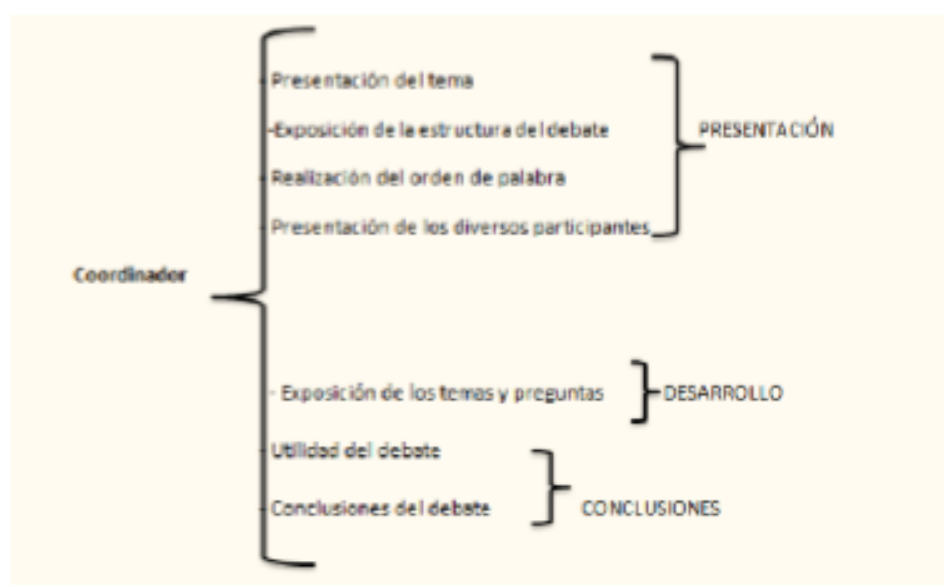 - Presentación del tema
-Exposición de la estructura del debate
PRESENTACIÓN
- Realización del orden de palabra
- Presentación de los diversos participantes
Coordinador
- Exposición de los temas y preguntas
DESARROLLO
- Utilidad del debate
- Conclusiones del debate
CONCLUSIONES